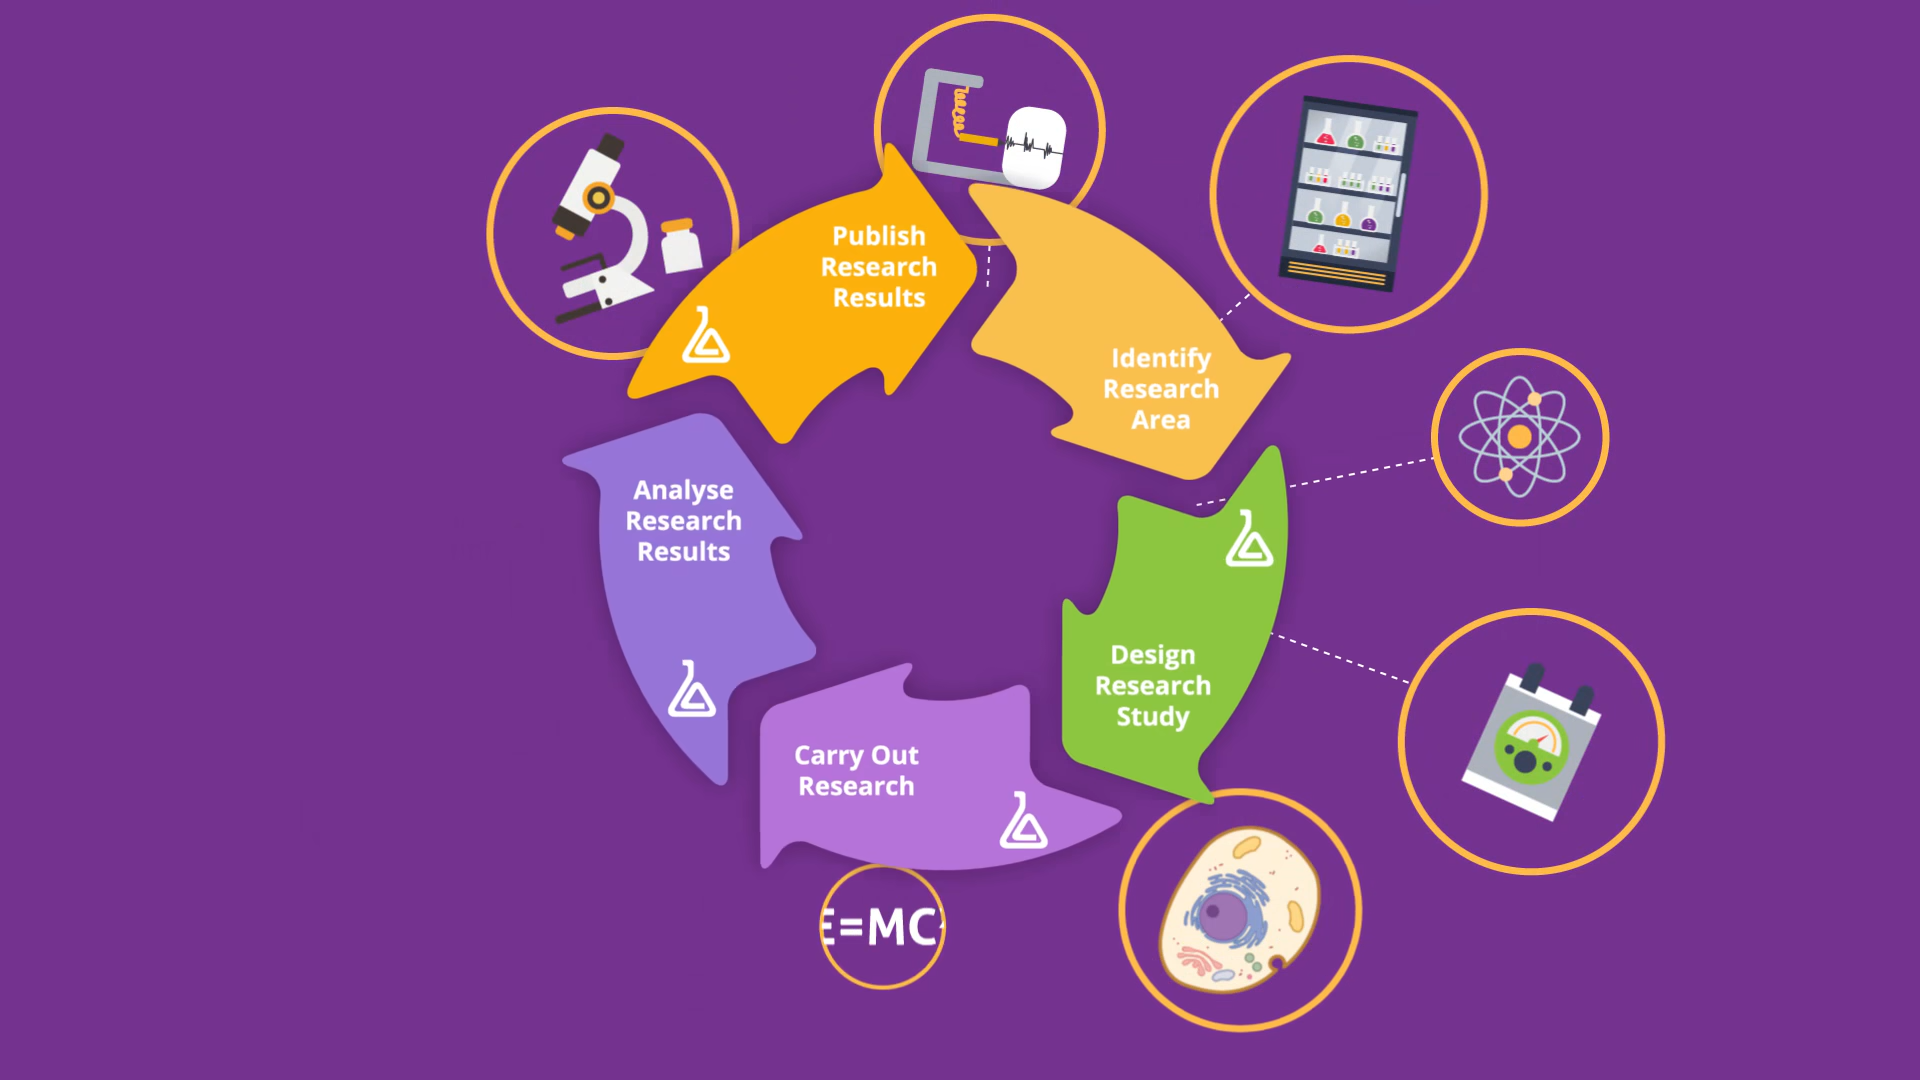 Publish
Research
Results
Identify
Research
Area
Analyse
Research
Results
Design
Research
Study
Carry Out
Research
E=MC